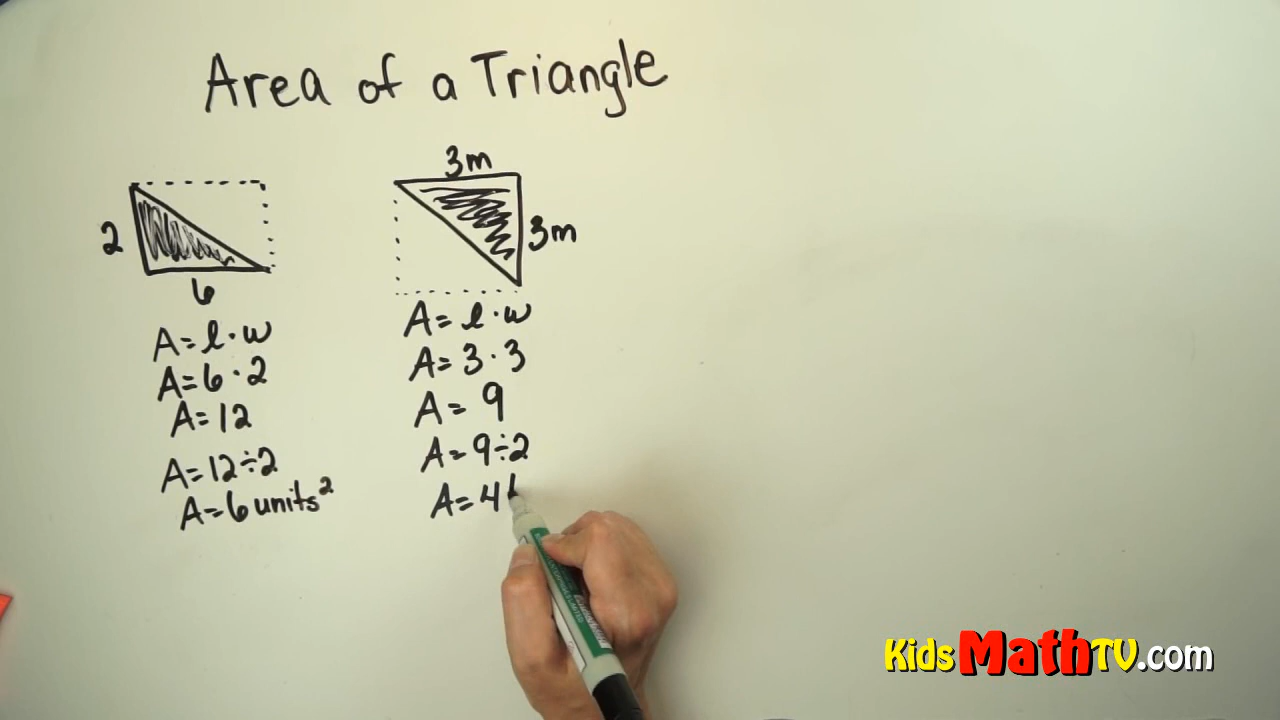 Area of a Triangle
2
6
A = l · w
A = 6 · 2
A = 12
A = 12 ÷ 2
A = 6 units²
3m
3m
A = l · w
A = 3 · 3
A = 9
A = 9 ÷ 2
A = 4
KidsMathTV.com